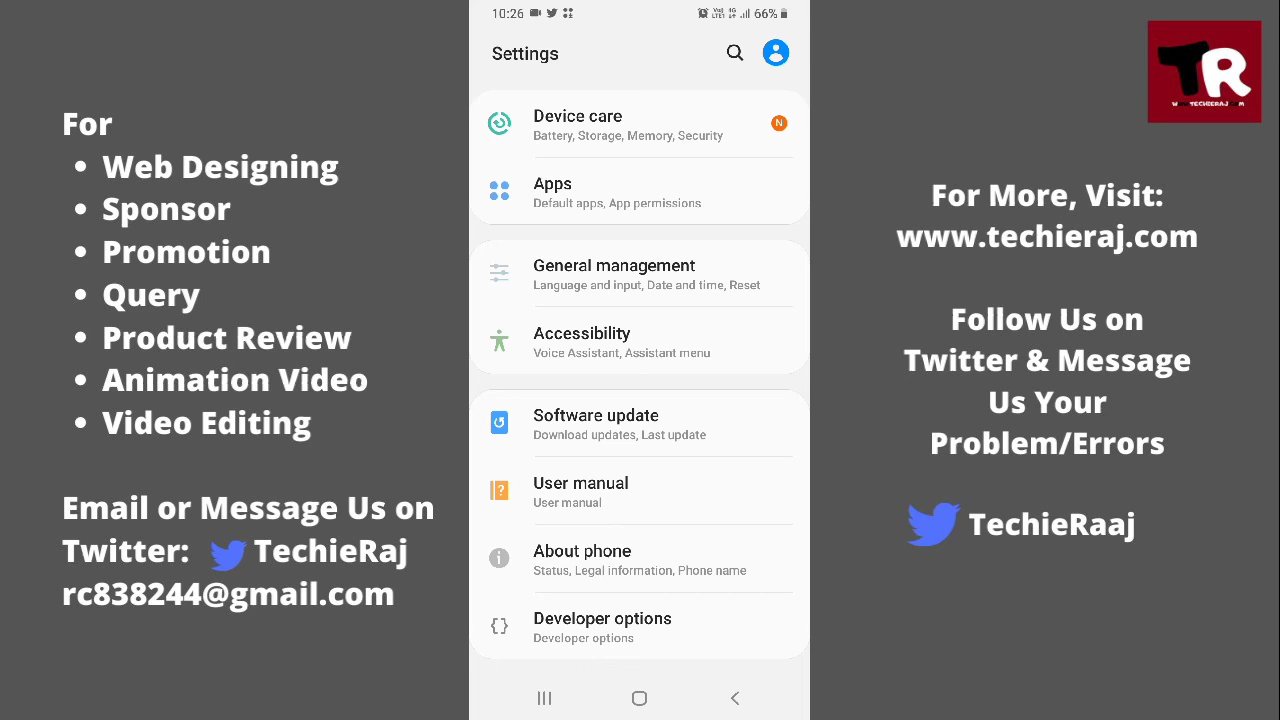 For
• Web Designing
• Sponsor
• Promotion
• Query
• Product Review
• Animation Video
• Video Editing
Email or Message Us on
Twitter: TechieRaj
rc838244@gmail.com
10:26 66%
Settings
Device care
Battery, Storage, Memory, Security
N
Apps
Default apps, App permissions
General management
Language and input, Date and time, Reset
Accessibility
Voice Assistant, Assistant menu
Software update
Download updates, Last update
User manual
User manual
About phone
Status, Legal information, Phone name
Developer options
Developer options
TR
For More, Visit:
www.techieraj.com
Follow Us on
Twitter & Message
Us Your
Problem/Errors
TechieRaaj